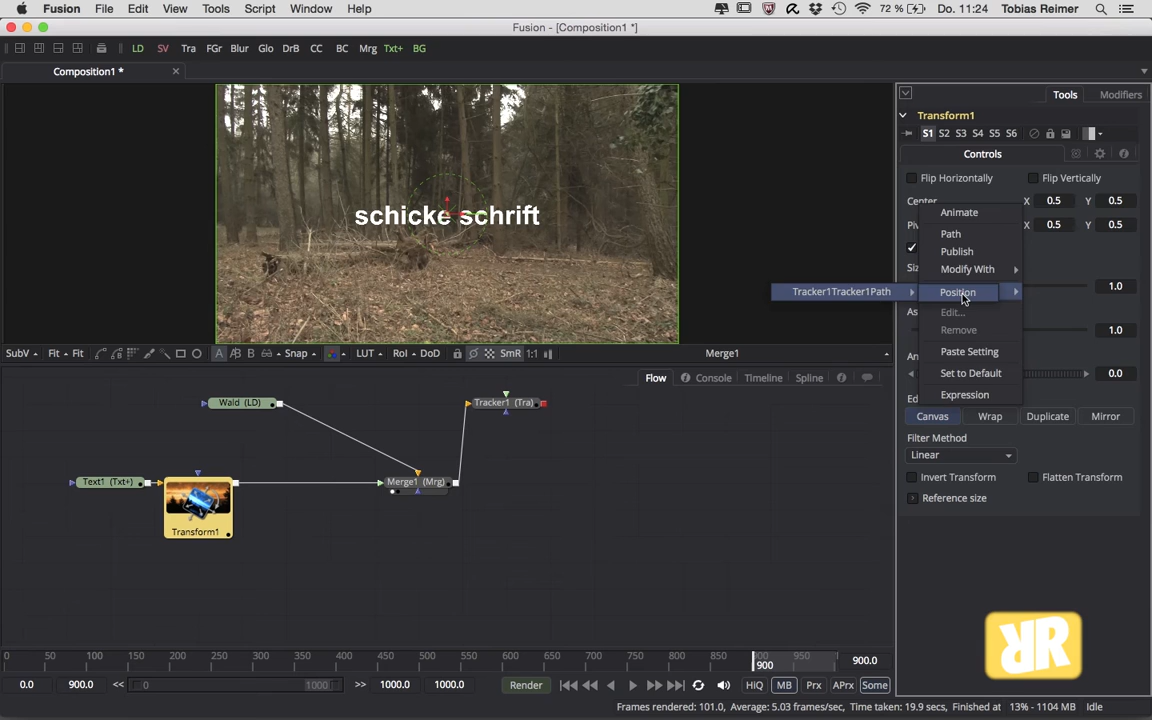 Fusion File Edit View Tools Script Window Help 72 % Do. 11:24 Tobias Reimer
Fusion - [Composition1 *]
LD SV Tra FGr Blur Glo DrB CC BC Mrg Txt+ BG
Composition1 *
Tools Modifiers
Transform1
S1 S2 S3 S4 S5 S6
Controls
Flip Horizontally Flip Vertically
Center X 0.5 Y 0.5
Animate
Piv X 0.5 Y 0.5
Path
Publish
Siz Modify With
1.0
Tracker1Tracker1Path Position
As Edit... 1.0
Remove
An Paste Setting
Set to Default 0.0
Ed Expression
Canvas Wrap Duplicate Mirror
Filter Method
Linear
Invert Transform Flatten Transform
Reference size
schicke schrift
SubV Fit Fit A AB B Snap LUT RoI DoD SmR 1:1 Merge1
Flow Console Timeline Spline
Wald (LD) Tracker1 (Tra)
Text1 (Txt+) Merge1 (Mrg)
Transform1
RR
0 50 100 150 200 250 300 350 400 450 500 550 600 650 700 750 800 850 900 950
900 900.0
0.0 900.0 << 0 1000 >> 1000.0 1000.0 Render HiQ MB Prx APrx Some
Frames rendered: 101.0, Average: 5.03 frames/sec, Time taken: 19.9 secs, Finished at 13% - 1104 MB Idle